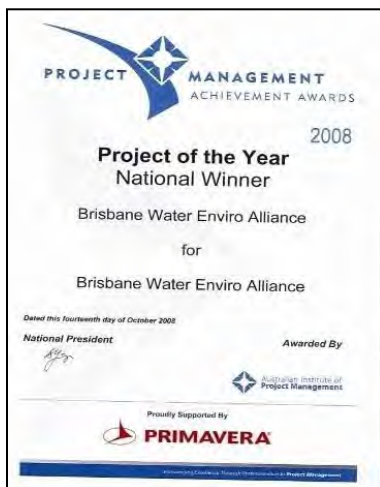 PROJECT MANAGEMENT
ACHIEVEMENT AWARDS
2008
Project of the Year
National Winner
Brisbane Water Enviro Alliance
for
Brisbane Water Enviro Alliance
Dated this fourteenth day of October 2008
National President
Awarded By
Australian Institute of
Project Management
Proudly Supported By
PRIMAVERA
Project Management